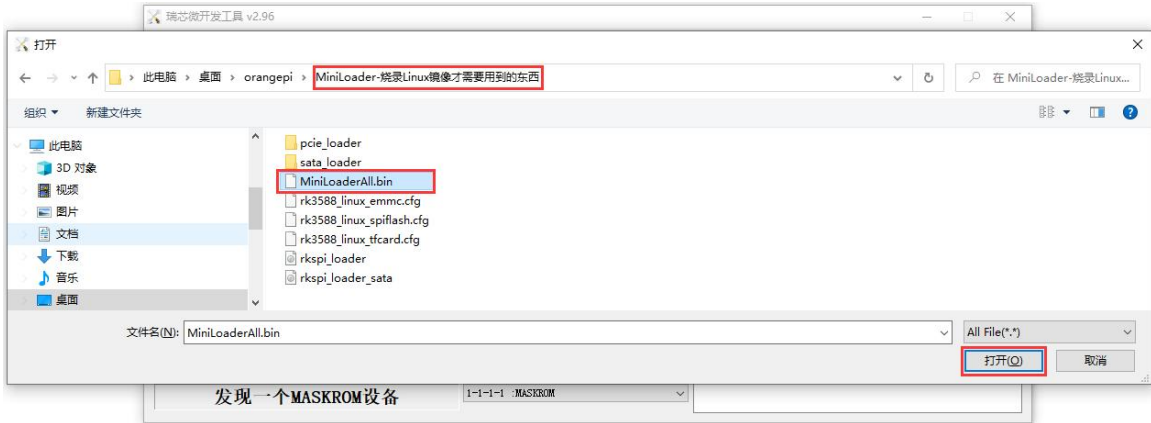 瑞芯微开发工具 v2.96
打开
此电脑 › 桌面 › orangepi › MiniLoader-烧录Linux镜像才需要用到的东西
在 MiniLoader-烧录Linux...
组织
新建文件夹
此电脑
3D 对象
视频
图片
文档
下载
音乐
桌面
pcie_loader
sata_loader
MiniLoaderAll.bin
rk3588_linux_emmc.cfg
rk3588_linux_spiflash.cfg
rk3588_linux_tfcard.cfg
rkspi_loader
rkspi_loader_sata
文件名(N): MiniLoaderAll.bin
All File(*.*)
打开(O)
取消
发现一个MASKROM设备
1-1-1-1 :MASKROM